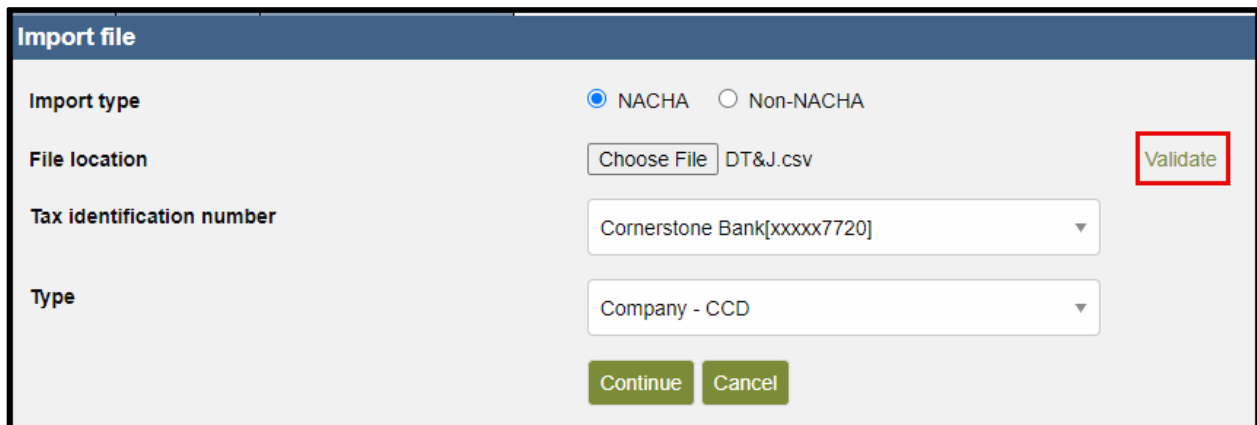 Import file
Import type NACHA Non-NACHA
File location Choose File DT&J.csv Validate
Tax identification number Cornerstone Bank[xxxxx7720]
Type Company - CCD
Continue Cancel